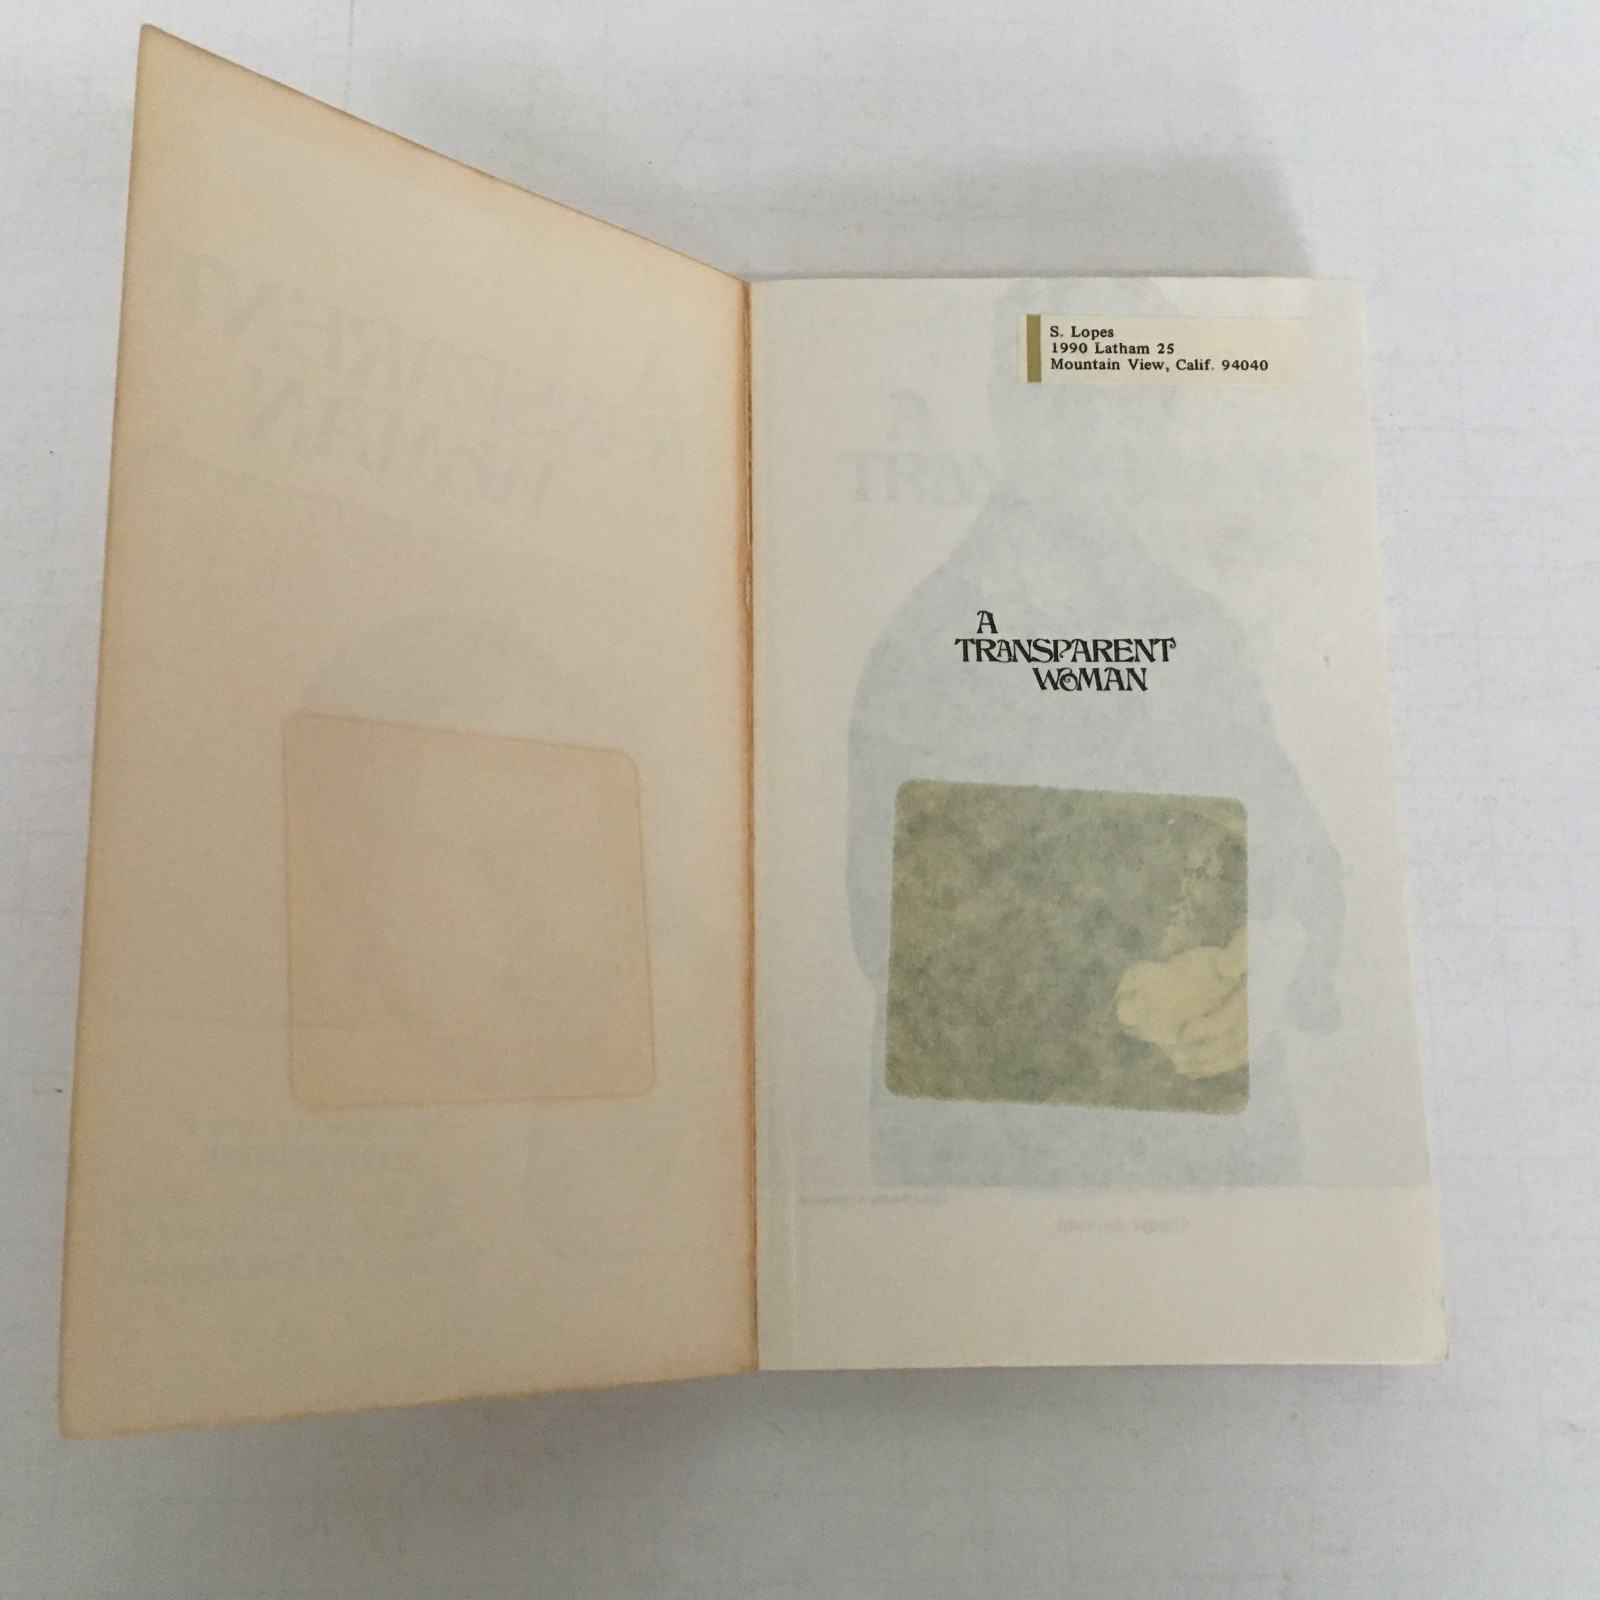 S. Lopes
1990 Latham 25
Mountain View, Calif. 94040
A
TRANSPARENT
WOMAN